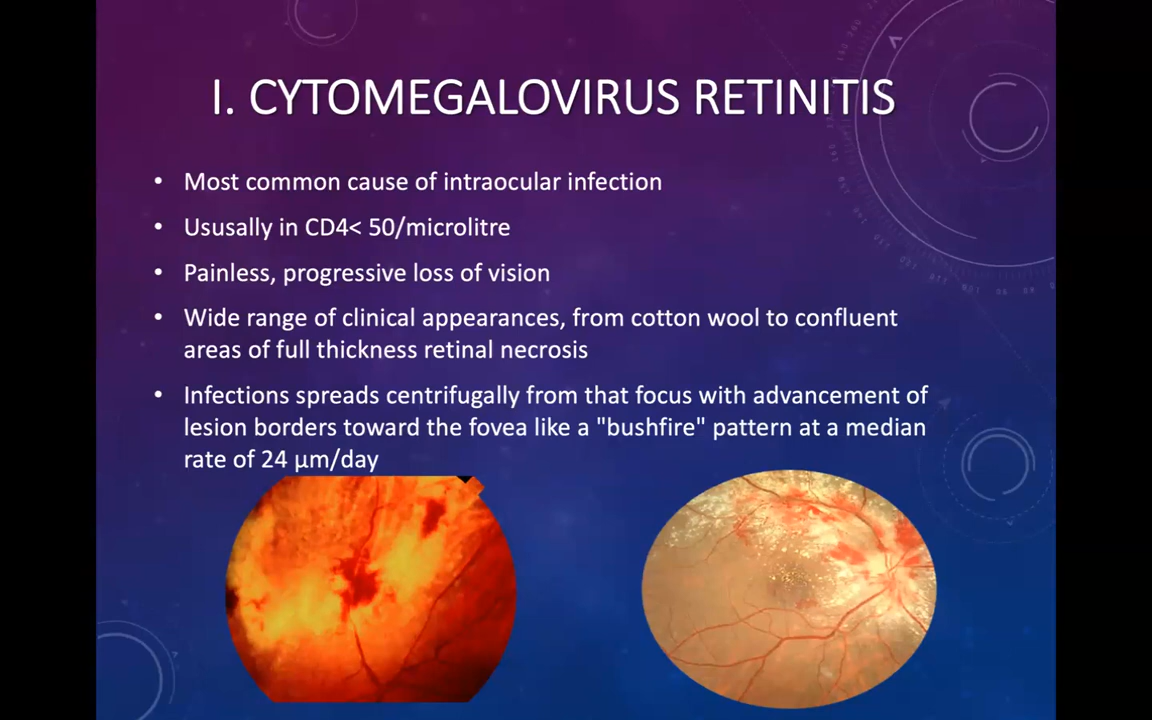 I. CYTOMEGALOVIRUS RETINITIS
• Most common cause of intraocular infection
• Ususally in CD4< 50/microlitre
• Painless, progressive loss of vision
• Wide range of clinical appearances, from cotton wool to confluent
areas of full thickness retinal necrosis
• Infections spreads centrifugally from that focus with advancement of
lesion borders toward the fovea like a "bushfire" pattern at a median
rate of 24 µm/day